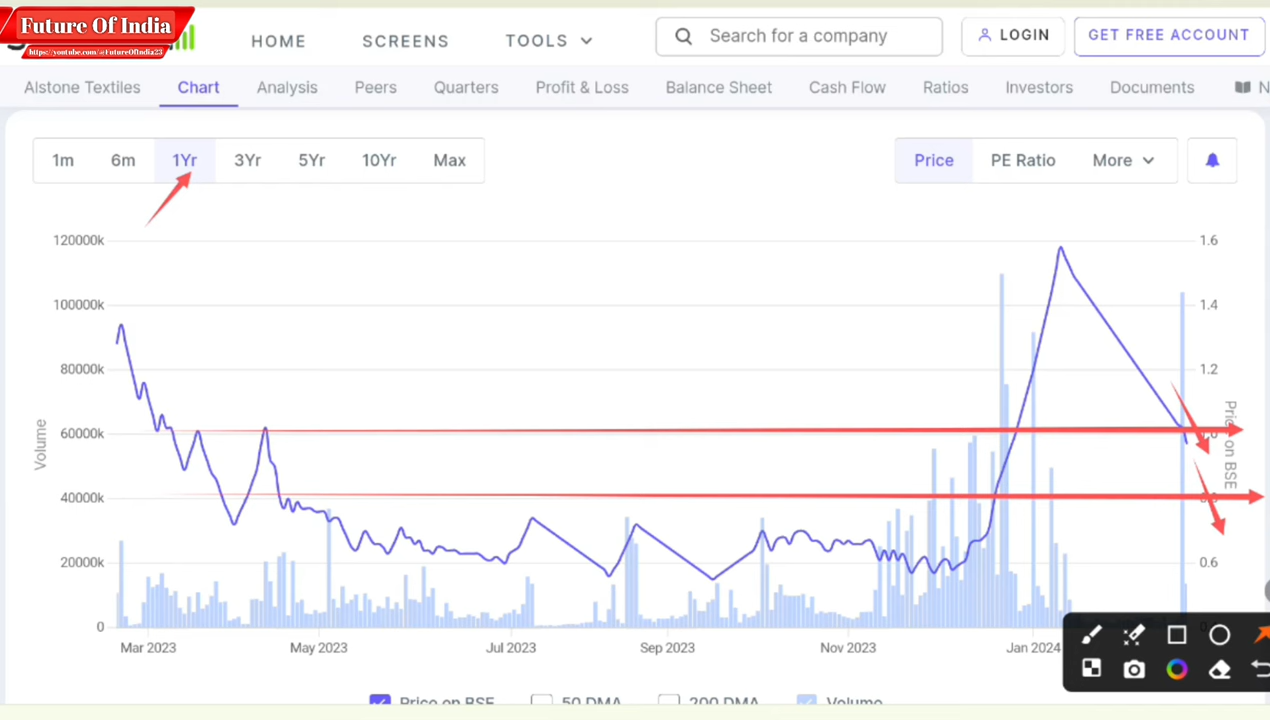 Future Of India
https://youtube.com/@FutureOfIndia23
HOME SCREENS TOOLS Search for a company LOGIN GET FREE ACCOUNT
Alstone Textiles Chart Analysis Peers Quarters Profit & Loss Balance Sheet Cash Flow Ratios Investors Documents N
1m 6m 1Yr 3Yr 5Yr 10Yr Max Price PE Ratio More
120000k 1.6
100000k 1.4
80000k 1.2
60000k
40000k
20000k 0.6
0
Volume
Price on BSE
Mar 2023 May 2023 Jul 2023 Sep 2023 Nov 2023 Jan 2024
Price on BSE 50 DMA 200 DMA Volume